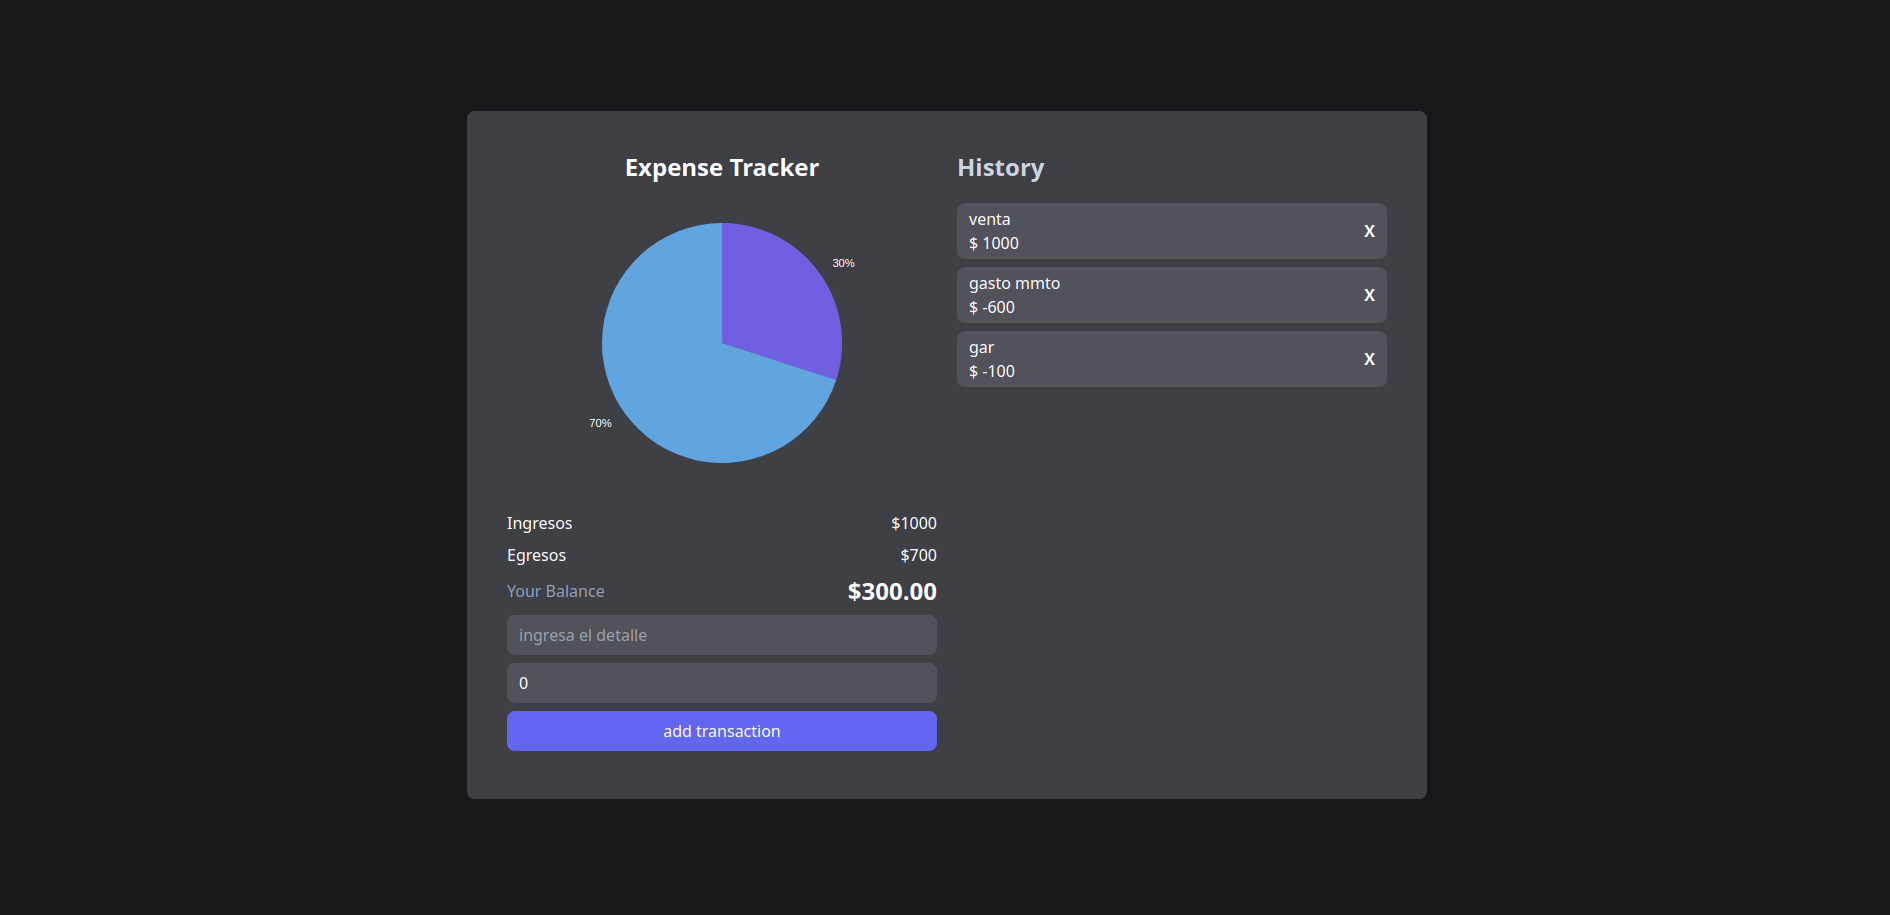 Expense Tracker
30%
70%
Ingresos $1000
Egresos $700
Your Balance $300.00
ingresa el detalle
0
add transaction
History
venta
$ 1000
X
gasto mmto
$ -600
X
gar
$ -100
X